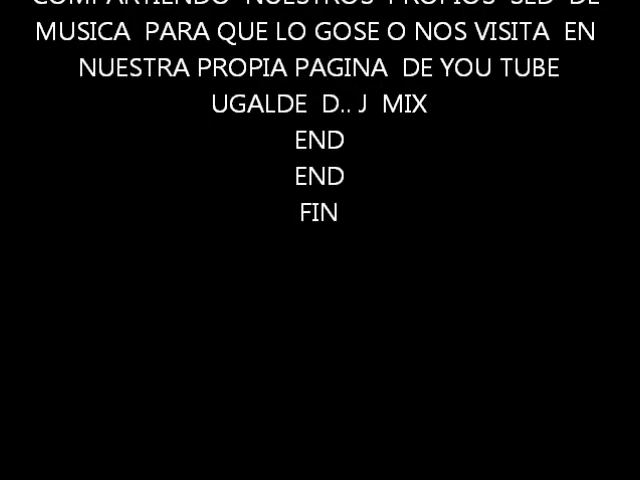 COMPARTIENDO NUESTROS PROPIOS SED DE
MUSICA PARA QUE LO GOSE O NOS VISITA EN
NUESTRA PROPIA PAGINA DE YOU TUBE
UGALDE D.. J MIX
END
END
FIN